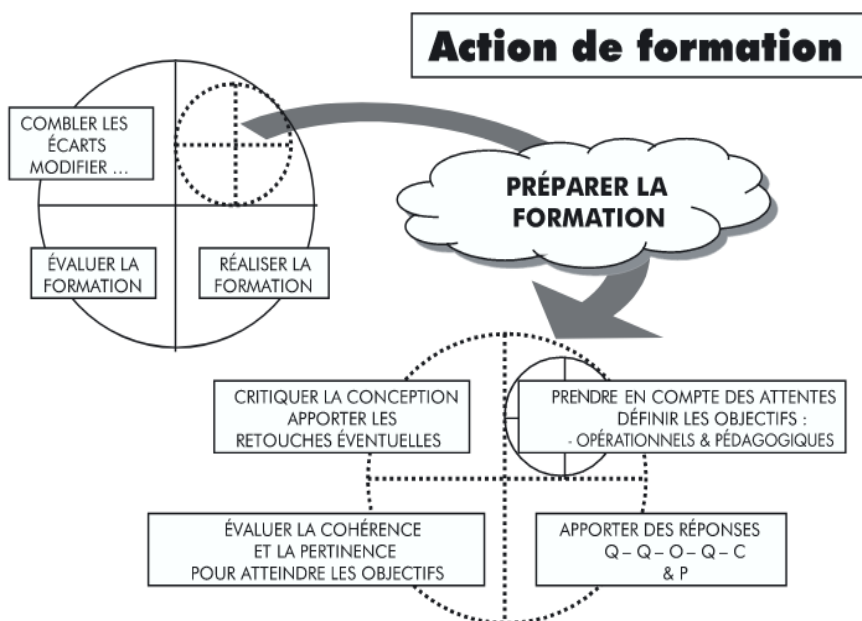 Action de formation
COMBLER LES
ÉCARTS
MODIFIER ...
PRÉPARER LA
FORMATION
ÉVALUER LA
FORMATION
RÉALISER LA
FORMATION
CRITIQUER LA CONCEPTION
APPORTER LES
RETOUCHES ÉVENTUELLES
PRENDRE EN COMPTE DES ATTENTES
DÉFINIR LES OBJECTIFS :
- OPÉRATIONNELS & PÉDAGOGIQUES
ÉVALUER LA COHÉRENCE
ET LA PERTINENCE
POUR ATTEINDRE LES OBJECTIFS
APPORTER DES RÉPONSES
Q – Q – O – Q – C
& P